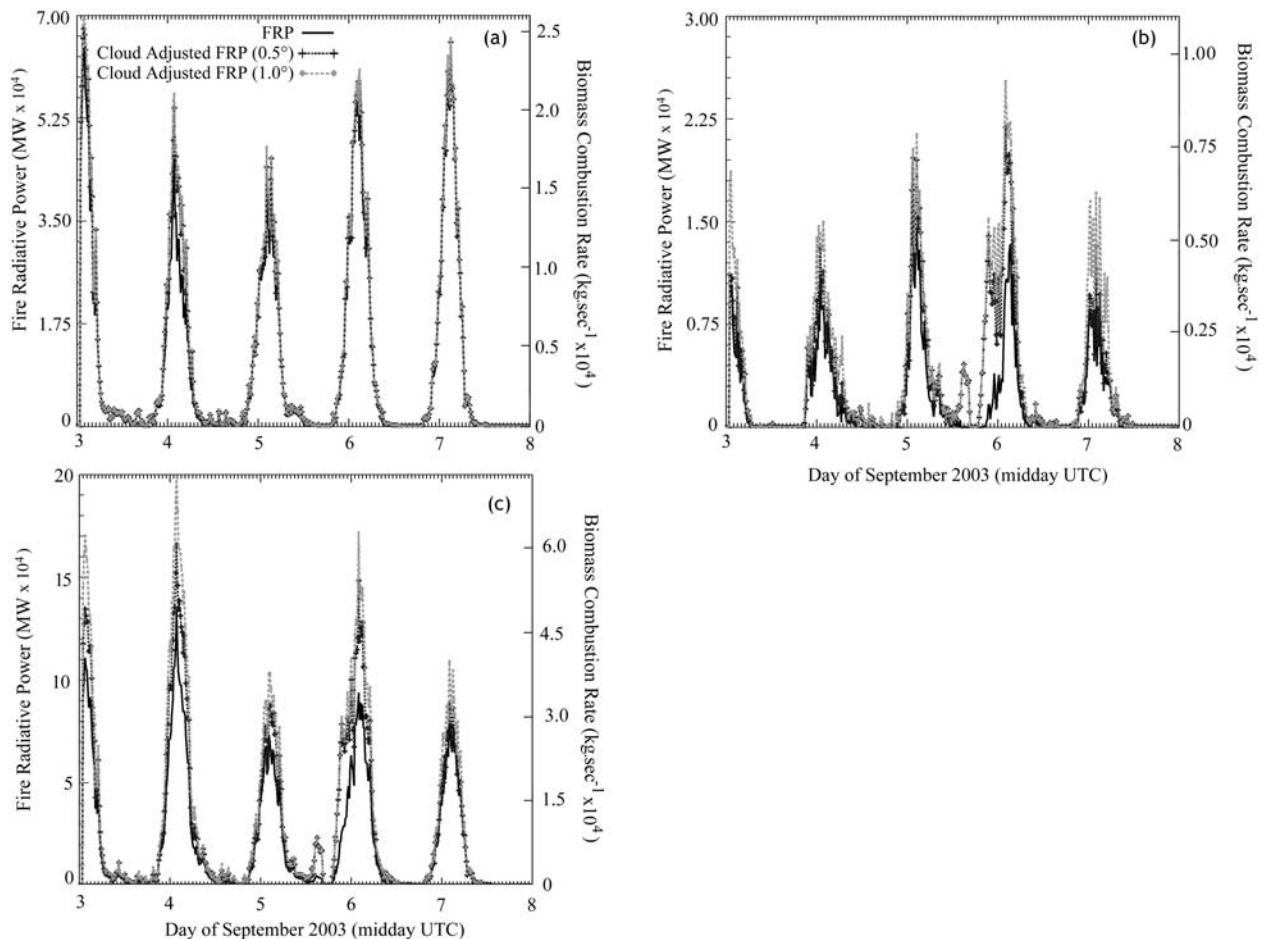 (a)
FRP
Cloud Adjusted FRP (0.5°)
Cloud Adjusted FRP (1.0°)
Fire Radiative Power (MW x 10⁴)
7.00
5.25
3.50
1.75
0
2.5
2.0
1.5
1.0
0.5
0
Biomass Combustion Rate (kg.sec⁻¹ x10⁴)
3 4 5 6 7 8
(b)
Fire Radiative Power (MW x 10⁴)
3.00
2.25
1.50
0.75
0
1.00
0.75
0.50
0.25
0
Biomass Combustion Rate (kg.sec⁻¹ x 10⁴)
3 4 5 6 7 8
Day of September 2003 (midday UTC)
(c)
Fire Radiative Power (MW x 10⁴)
20
15
10
5
0
6.0
4.5
3.0
1.5
0
Biomass Combustion Rate (kg.sec⁻¹ x10⁴)
3 4 5 6 7 8
Day of September 2003 (midday UTC)